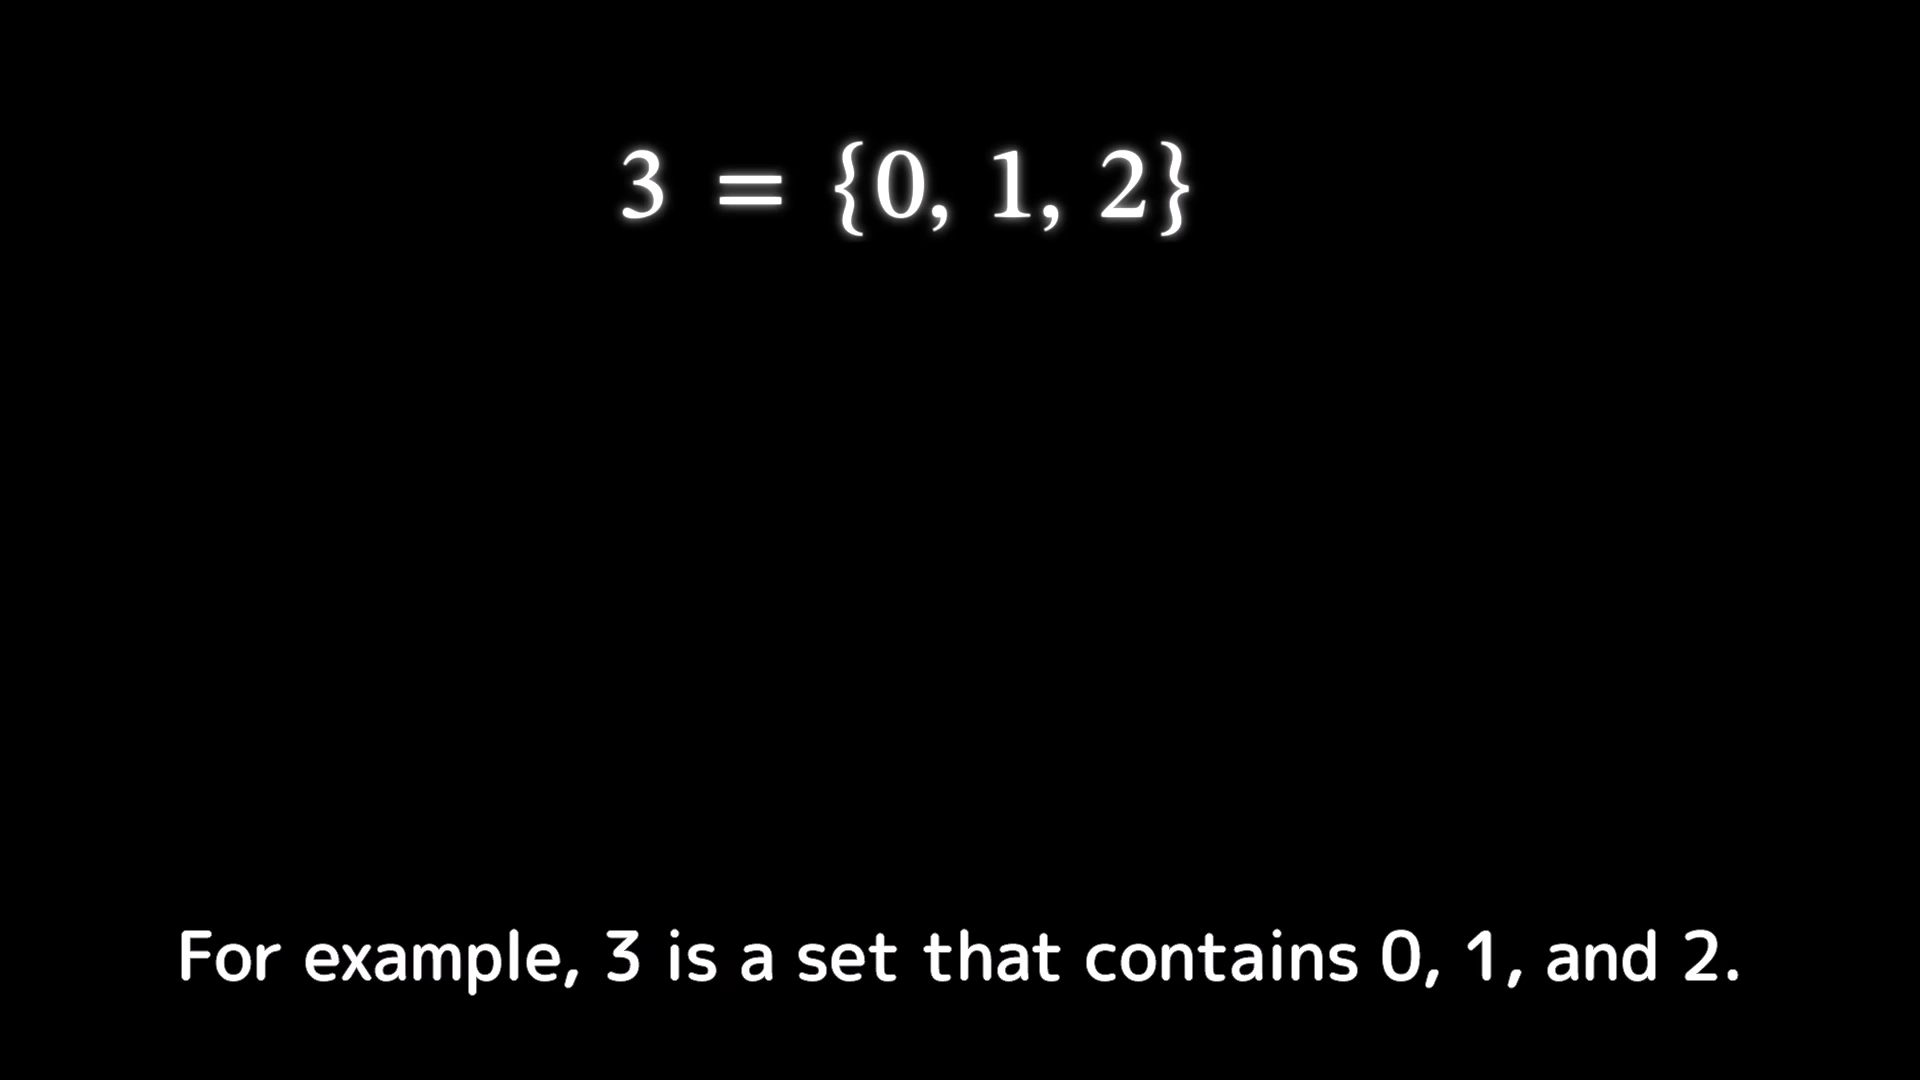 3 = {0, 1, 2}
For example, 3 is a set that contains 0, 1, and 2.